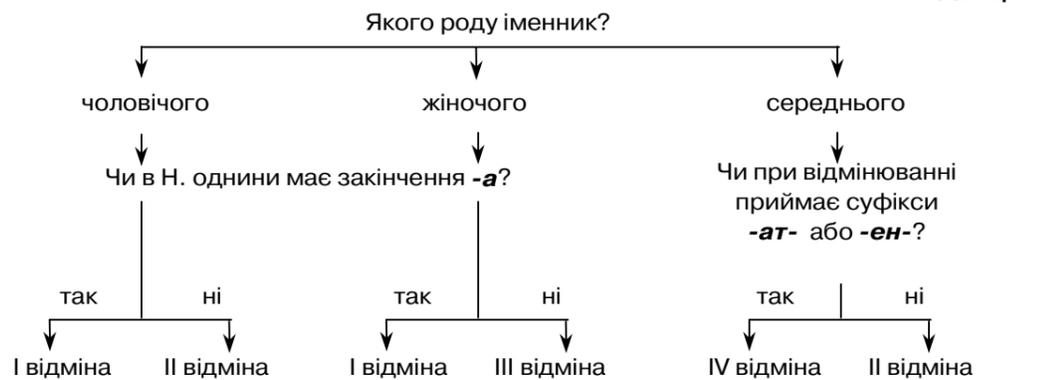 Якого роду іменник?
чоловічого жіночого середнього
Чи в Н. однини має закінчення -а?
Чи при відмінюванні
приймає суфікси
-ат- або -ен-?
так ні так ні так ні
І відміна ІІ відміна І відміна ІІІ відміна IV відміна ІІ відміна